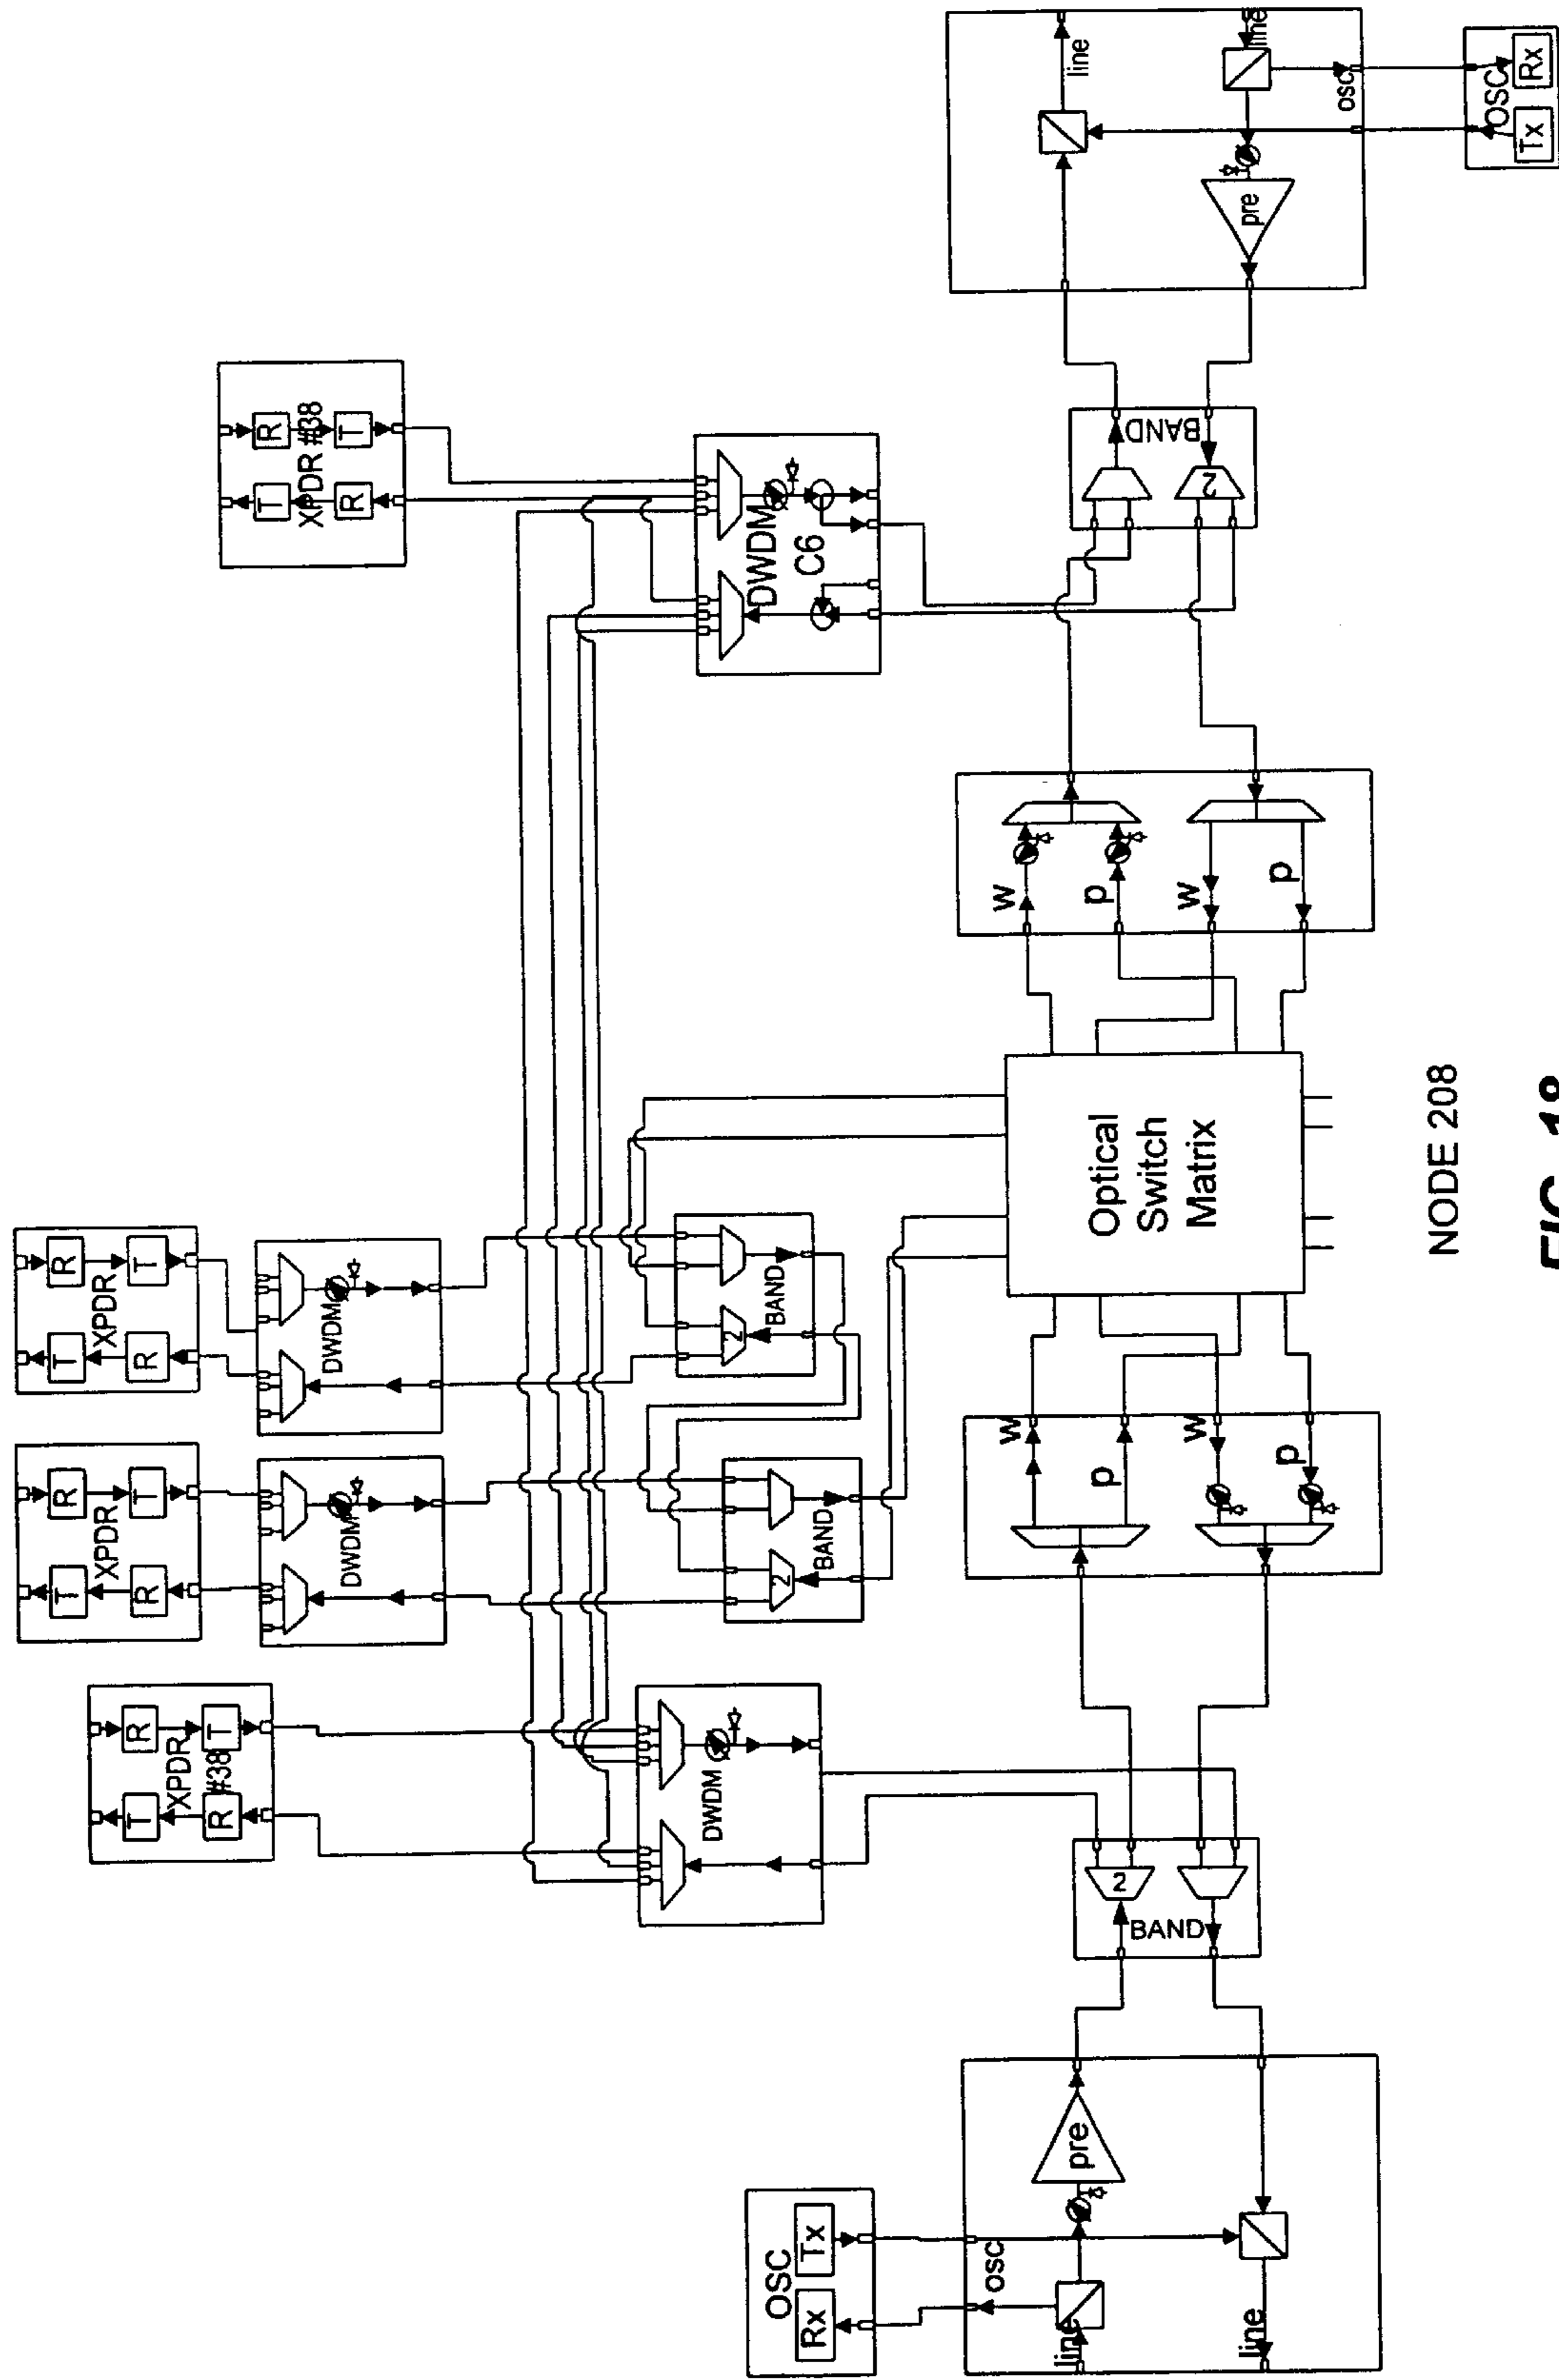 XPDR #38
R
T
T
R
XPDR
R
T
T
R
XPDR
R
T
T
R
XPDR
#38
R
T
T
R
DWDM
C6
DWDM
DWDM
DWDM
BAND
2
BAND
2
BAND
2
BAND
2
Optical
Switch
Matrix
w
p
w
p
w
p
w
p
OSC
Rx
Tx
osc
line
line
pre
OSC
Tx
Rx
osc
line
line
pre
NODE 208
FIG. 18